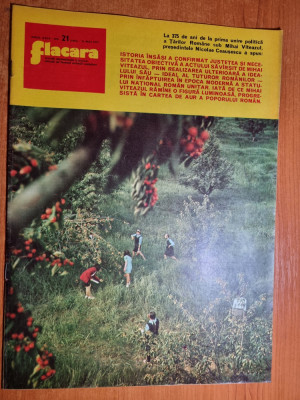 21
flacara
La 375 de ani de la prima unire politică
a Țărilor Române sub Mihai Viteazul,
președintele Nicolae Ceaușescu a spus:
ISTORIA ÎNSĂȘI A CONFIRMAT JUSTEȚEA ȘI NECE-
SITATEA OBIECTIVĂ A ACTULUI SĂVÎRȘIT DE MIHAI
VITEAZUL, PRIN REALIZAREA ULTERIOARĂ A IDEA-
LULUI SĂU — IDEAL AL TUTUROR ROMÂNILOR —
PRIN ÎNFĂPTUIREA ÎN EPOCA MODERNĂ A STATU-
LUI NAȚIONAL ROMÂN UNITAR. IATĂ DE CE MIHAI
VITEAZUL RĂMÎNE O FIGURĂ LUMINOASĂ, PROGRE-
SISTĂ ÎN CARTEA DE AUR A POPORULUI ROMÂN.